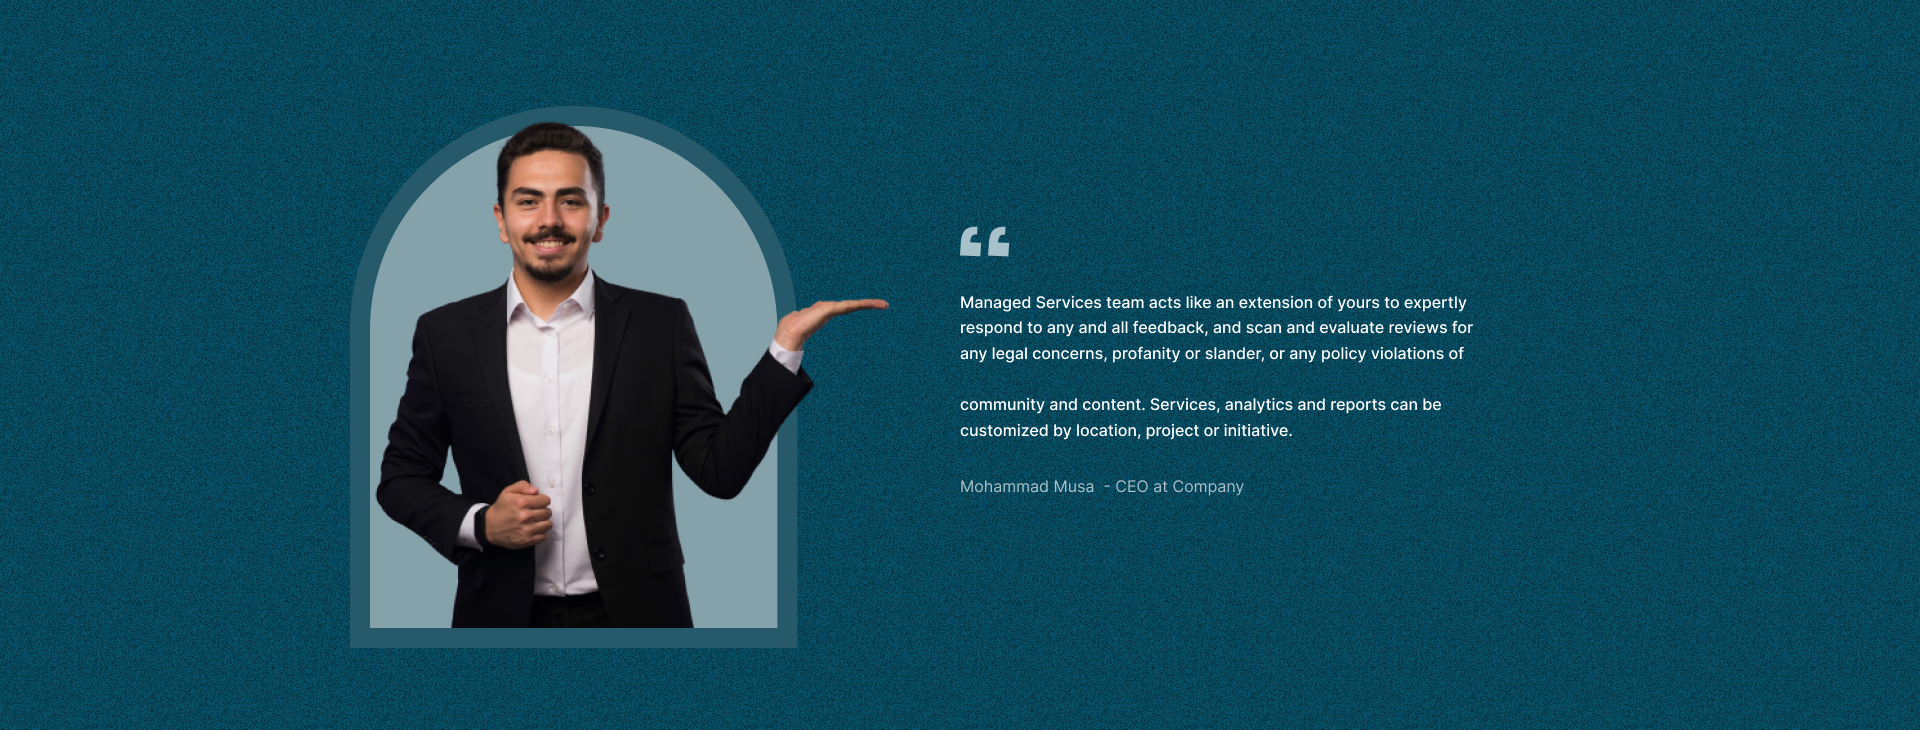 Managed Services team acts like an extension of yours to expertly
respond to any and all feedback, and scan and evaluate reviews for
any legal concerns, profanity or slander, or any policy violations of
community and content. Services, analytics and reports can be
customized by location, project or initiative.
Mohammad Musa  - CEO at Company